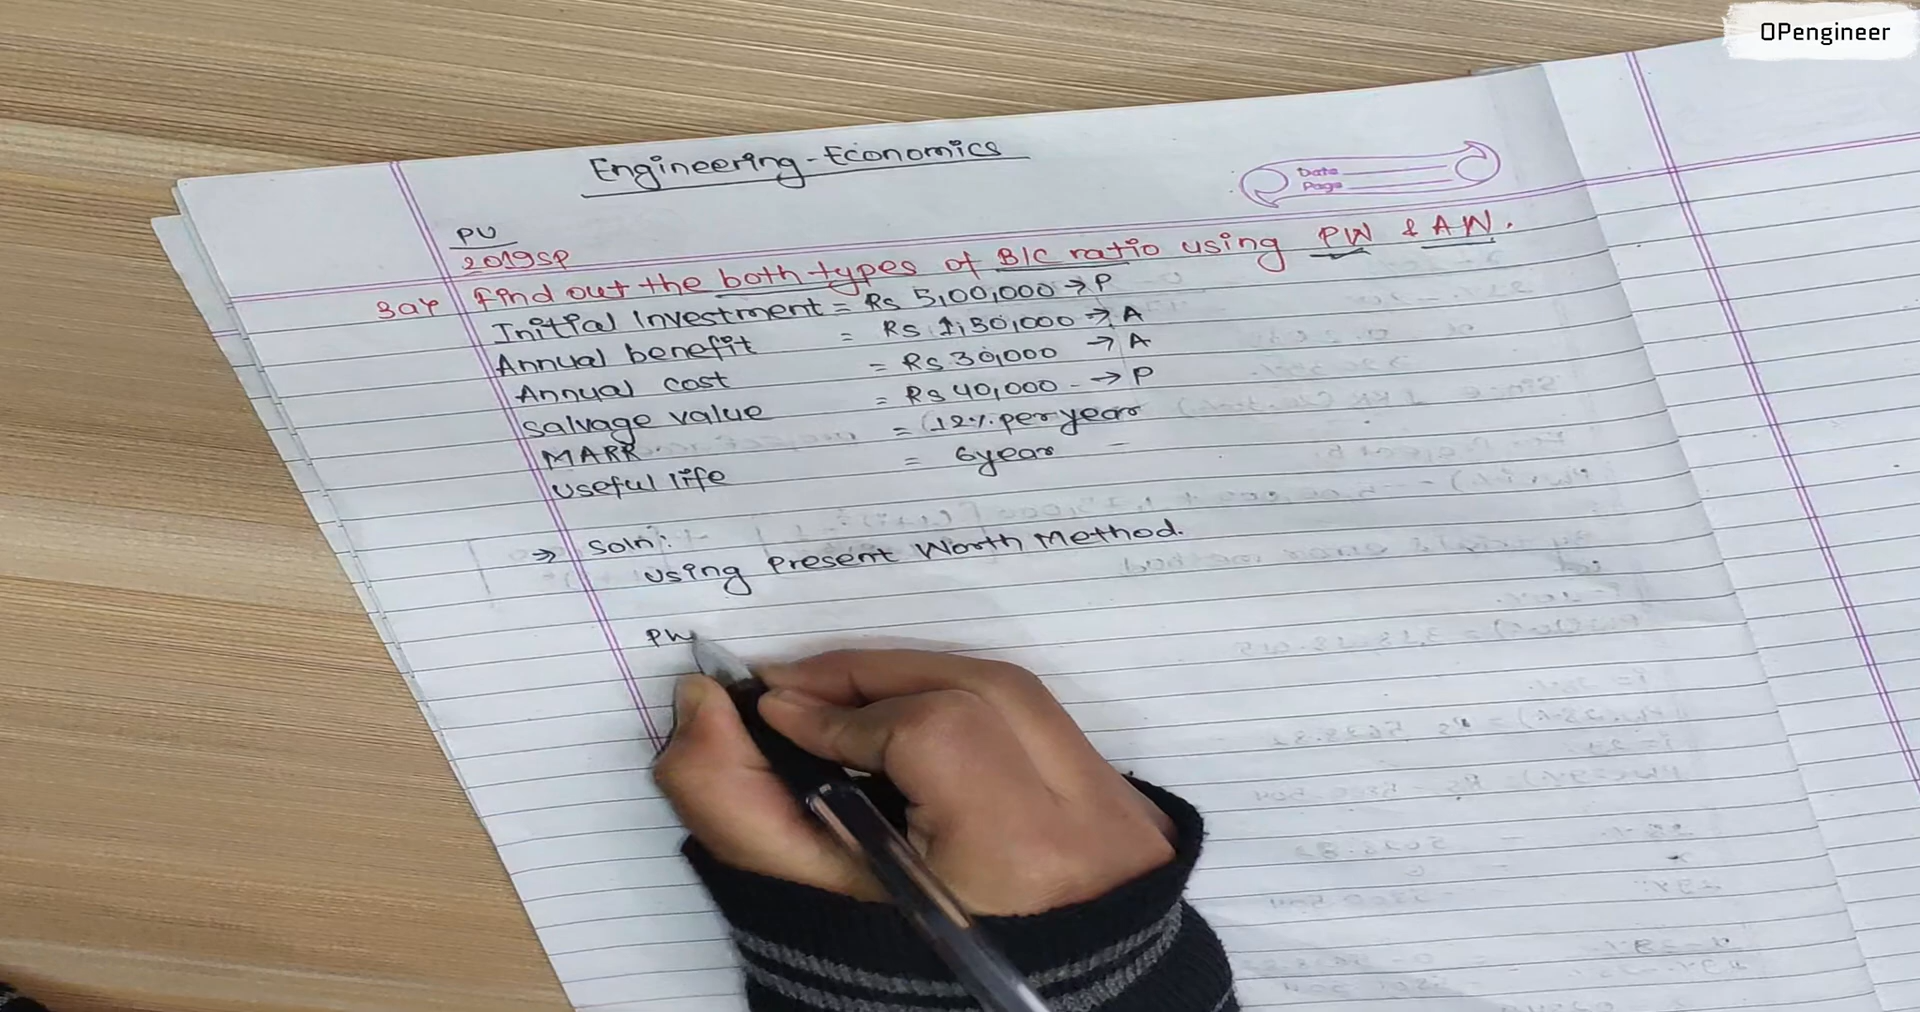 OPengineer
Engineering-Economics
Date
Page
PU
2019SP
3ar Find out the both types of B/C ratio using PW & AW.
Initial Investment = Rs 5,00,000 → P
Annual benefit = Rs 1,50,000 → A
Annual cost = Rs 30,000 → A
Salvage value = Rs 40,000 → P
MARR = 12% per year
Useful life = 6year
→ Soln:
Using Present Worth Method.
PW